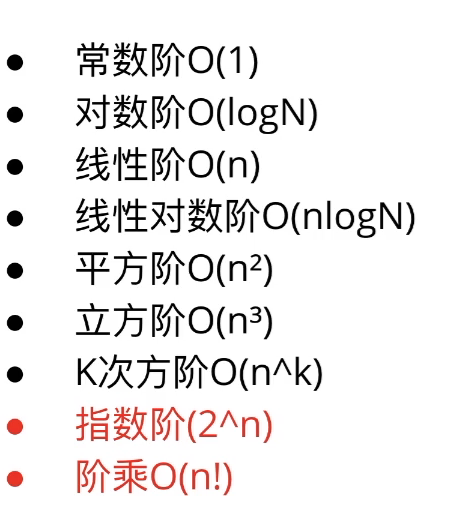 ● 常数阶O(1)
● 对数阶O(logN)
● 线性阶O(n)
● 线性对数阶O(nlogN)
● 平方阶O(n²)
● 立方阶O(n³)
● K次方阶O(n^k)
● 指数阶(2^n)
● 阶乘O(n!)